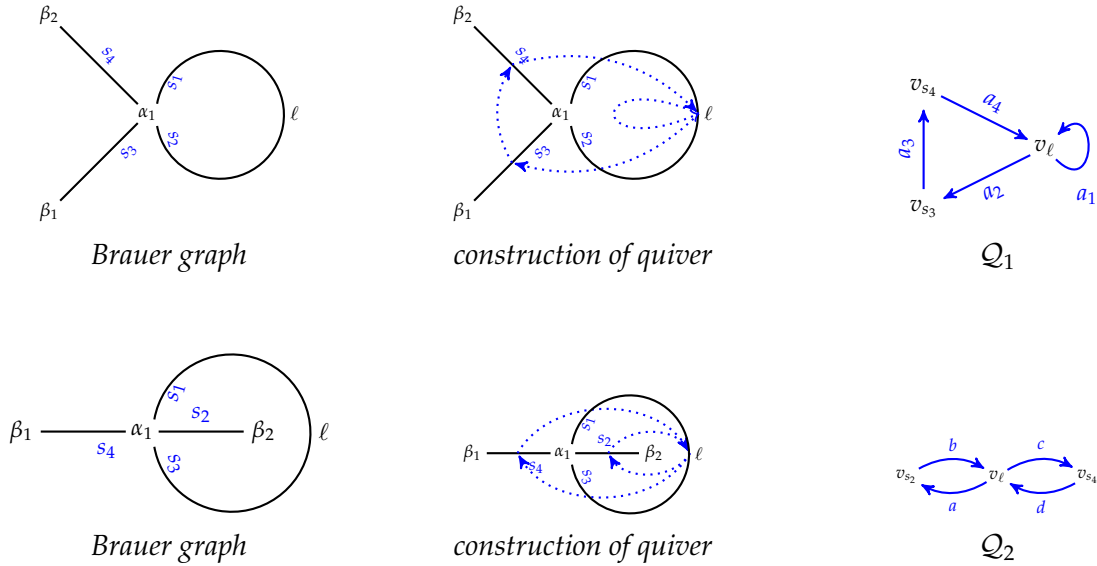 β₂
s₄
s₁
α₁
ℓ
s₂
s₃
β₁
Brauer graph
β₂
s₄
s₁
α₁
ℓ
s₂
s₃
β₁
construction of quiver
v_{s₄}
a₄
a₃
v_ℓ
a₂
a₁
v_{s₃}
𝒬₁
s₁
s₂
β₁
α₁
β₂
ℓ
s₄
s₃
Brauer graph
s₁
s₂
β₁
α₁
β₂
ℓ
s₄
s₃
construction of quiver
b
c
v_{s₂}
v_ℓ
v_{s₄}
a
d
𝒬₂